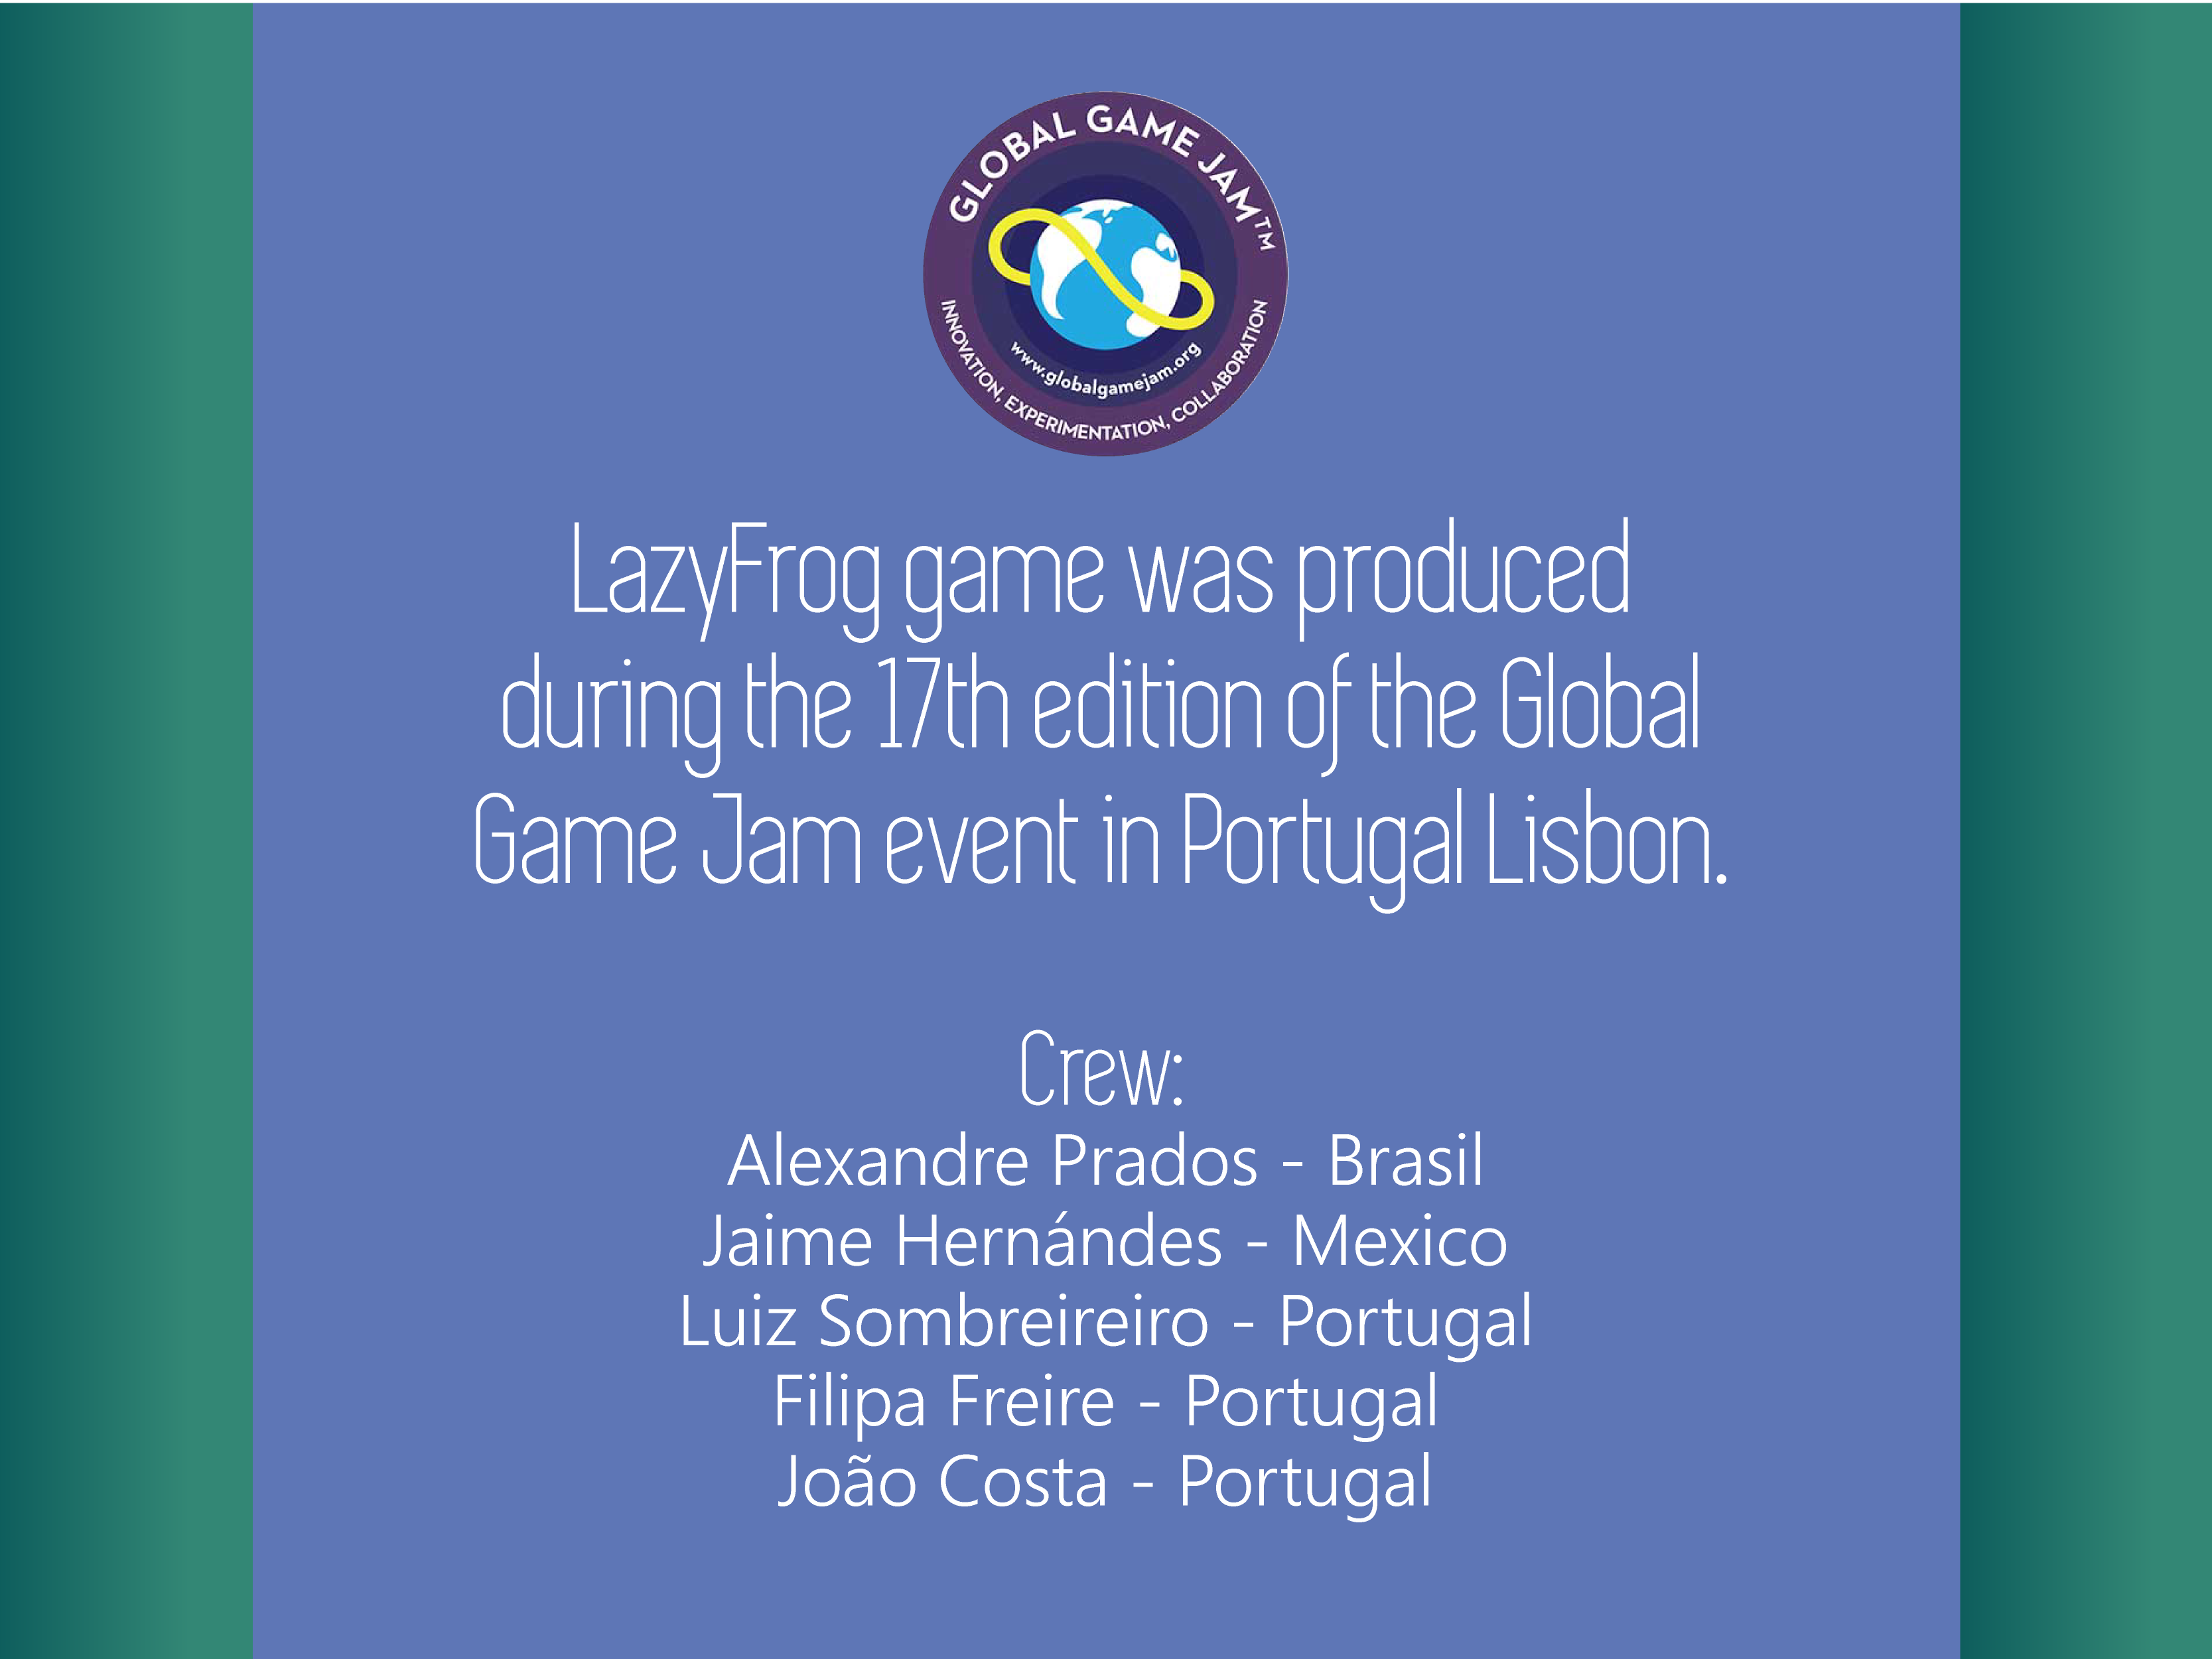 GLOBAL GAME JAM™
www.globalgamejam.org
INNOVATION, EXPERIMENTATION, COLLABORATION
LazyFrog game was produced
during the 17th edition of the Global
Game Jam event in Portugal Lisbon.
Crew:
Alexandre Prados - Brasil
Jaime Hernándes - Mexico
Luiz Sombreireiro - Portugal
Filipa Freire - Portugal
João Costa - Portugal